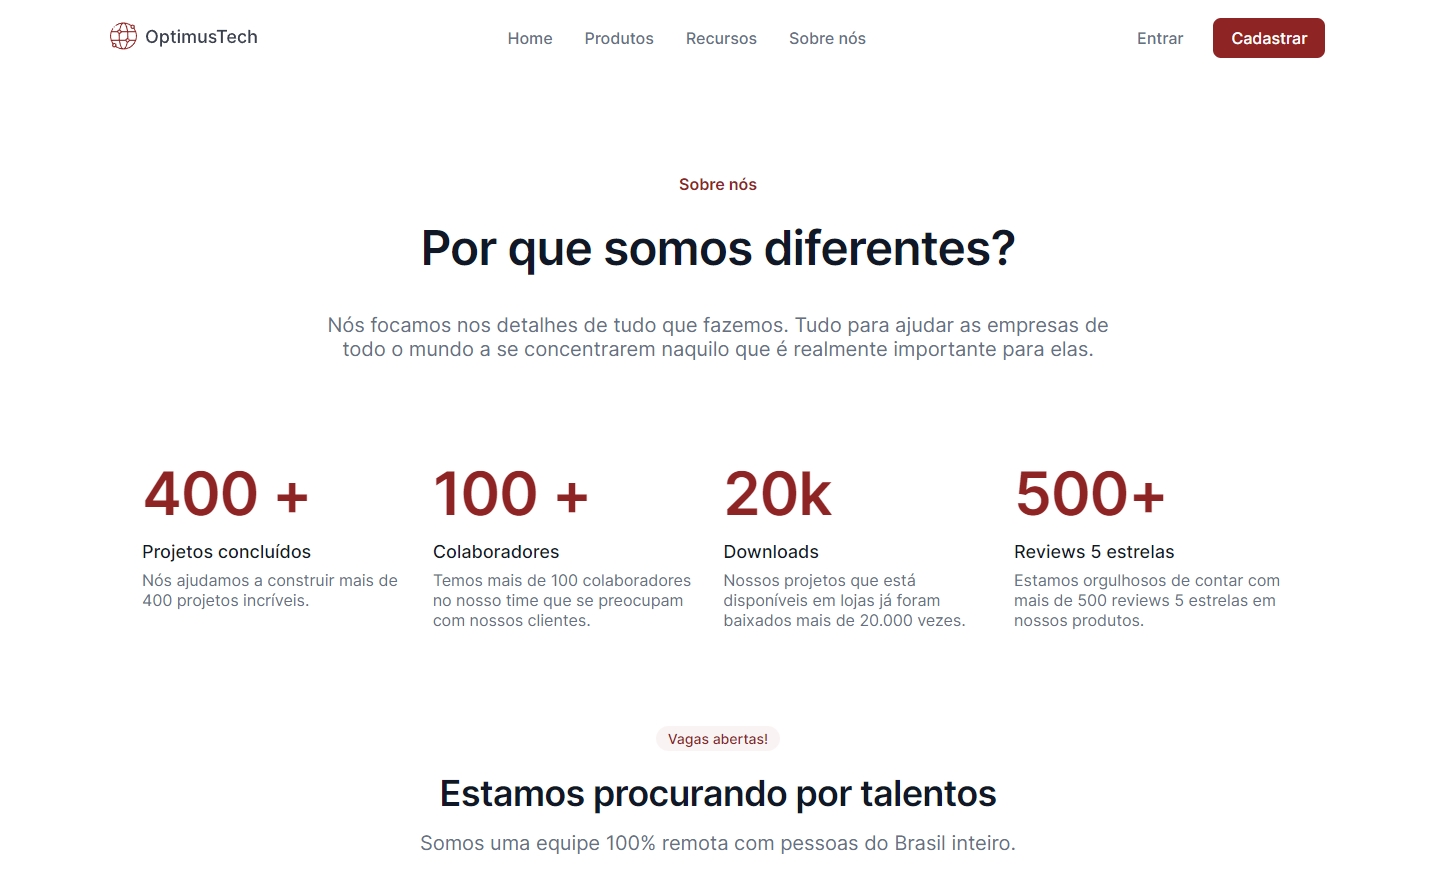 OptimusTech
Home
Produtos
Recursos
Sobre nós
Entrar
Cadastrar
Sobre nós
Por que somos diferentes?
Nós focamos nos detalhes de tudo que fazemos. Tudo para ajudar as empresas de
todo o mundo a se concentrarem naquilo que é realmente importante para elas.
400 +
Projetos concluídos
Nós ajudamos a construir mais de
400 projetos incríveis.
100 +
Colaboradores
Temos mais de 100 colaboradores
no nosso time que se preocupam
com nossos clientes.
20k
Downloads
Nossos projetos que está
disponíveis em lojas já foram
baixados mais de 20.000 vezes.
500+
Reviews 5 estrelas
Estamos orgulhosos de contar com
mais de 500 reviews 5 estrelas em
nossos produtos.
Vagas abertas!
Estamos procurando por talentos
Somos uma equipe 100% remota com pessoas do Brasil inteiro.